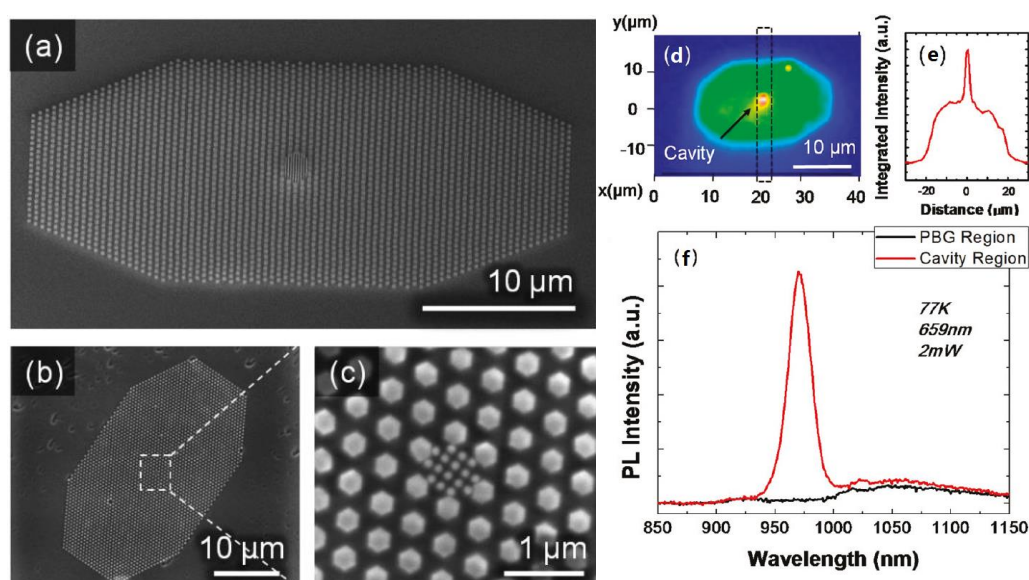 (a)
10 μm
(b)
10 μm
(c)
1 μm
y(μm)
(d)
10
0
-10
Cavity
10 μm
x(μm)
0
10
20
30
40
(e)
Integrated Intensity (a.u.)
-20
0
20
Distance (μm)
(f)
PBG Region
Cavity Region
77K
659nm
2mW
PL Intensity (a.u.)
850
900
950
1000
1050
1100
1150
Wavelength (nm)